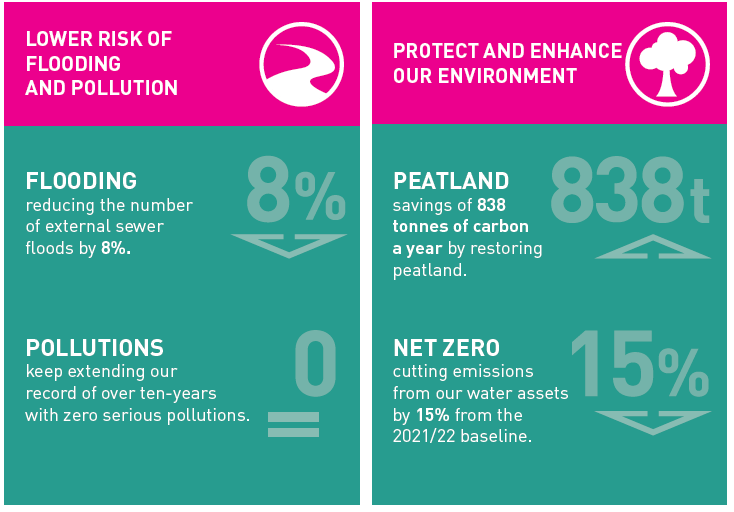 LOWER RISK OF
FLOODING
AND POLLUTION
FLOODING
reducing the number
of external sewer
floods by 8%.
8%
POLLUTIONS
keep extending our
record of over ten-years
with zero serious pollutions.
0
PROTECT AND ENHANCE
OUR ENVIRONMENT
PEATLAND
savings of 838
tonnes of carbon
a year by restoring
peatland.
838t
NET ZERO
cutting emissions
from our water assets
by 15% from the
2021/22 baseline.
15%